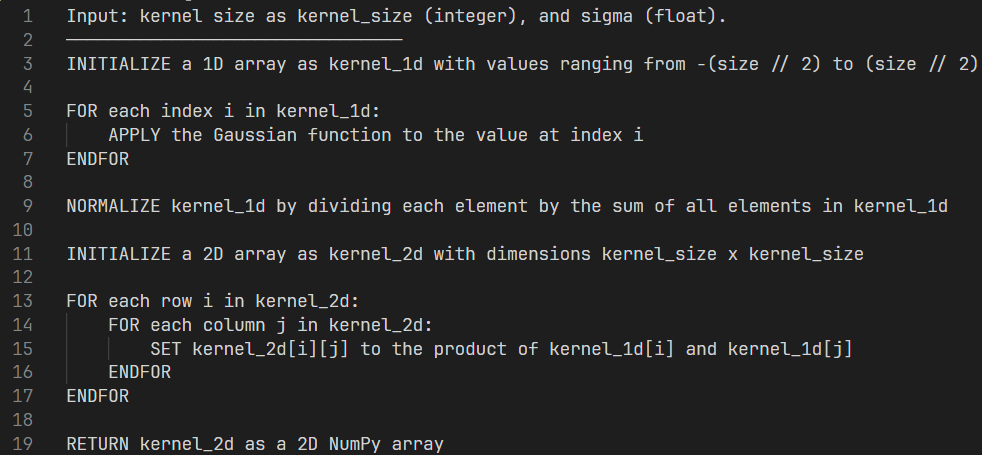 1 Input: kernel size as kernel_size (integer), and sigma (float).
2 ————————————————————————————————
3 INITIALIZE a 1D array as kernel_1d with values ranging from -(size // 2) to (size // 2)
4
5 FOR each index i in kernel_1d:
6     APPLY the Gaussian function to the value at index i
7 ENDFOR
8
9 NORMALIZE kernel_1d by dividing each element by the sum of all elements in kernel_1d
10
11 INITIALIZE a 2D array as kernel_2d with dimensions kernel_size x kernel_size
12
13 FOR each row i in kernel_2d:
14     FOR each column j in kernel_2d:
15         SET kernel_2d[i][j] to the product of kernel_1d[i] and kernel_1d[j]
16     ENDFOR
17 ENDFOR
18
19 RETURN kernel_2d as a 2D NumPy array